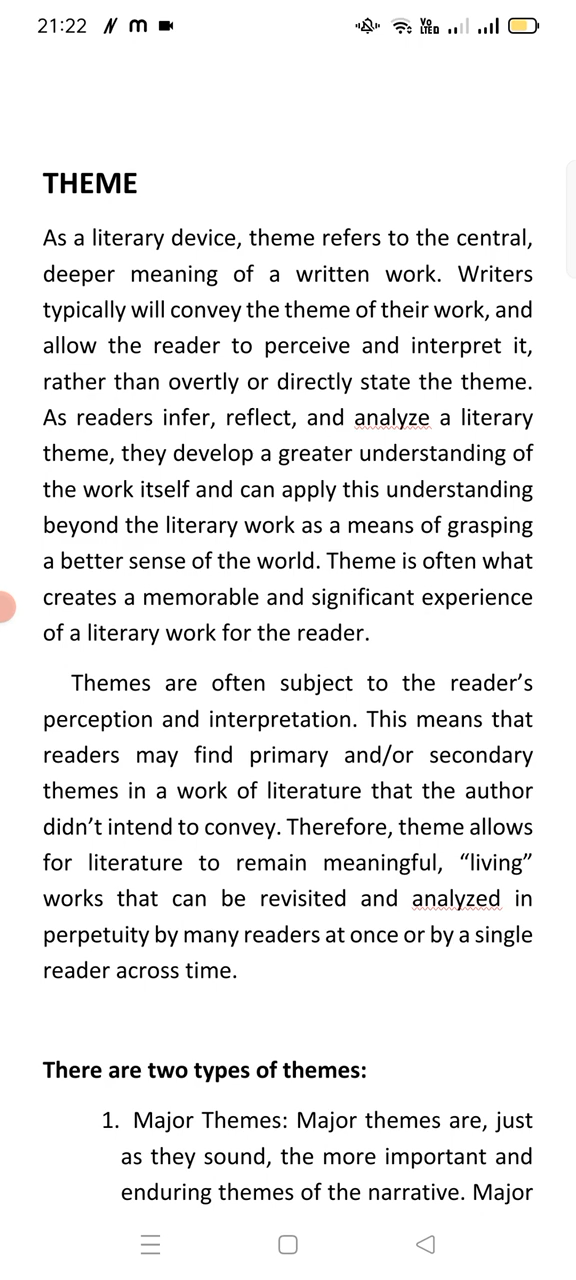 21:22
VO
LTED
THEME
As a literary device, theme refers to the central,
deeper meaning of a written work. Writers
typically will convey the theme of their work, and
allow the reader to perceive and interpret it,
rather than overtly or directly state the theme.
As readers infer, reflect, and analyze a literary
theme, they develop a greater understanding of
the work itself and can apply this understanding
beyond the literary work as a means of grasping
a better sense of the world. Theme is often what
creates a memorable and significant experience
of a literary work for the reader.
Themes are often subject to the reader’s
perception and interpretation. This means that
readers may find primary and/or secondary
themes in a work of literature that the author
didn’t intend to convey. Therefore, theme allows
for literature to remain meaningful, “living”
works that can be revisited and analyzed in
perpetuity by many readers at once or by a single
reader across time.
There are two types of themes:
1. Major Themes: Major themes are, just
as they sound, the more important and
enduring themes of the narrative. Major